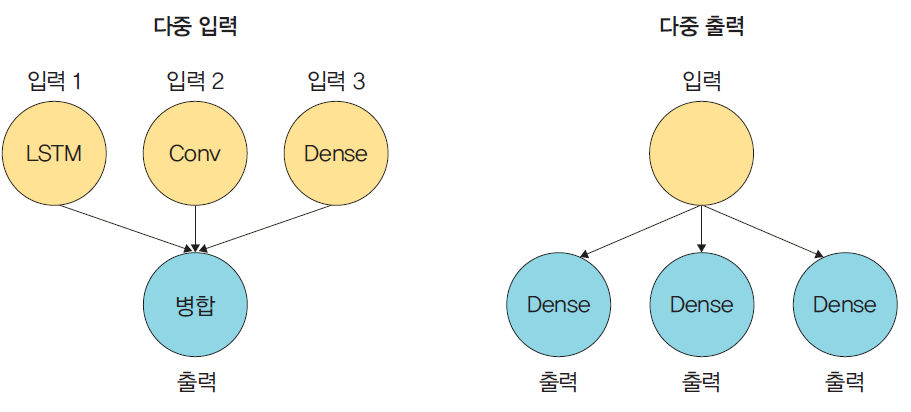 다중 입력
입력 1
입력 2
입력 3
LSTM
Conv
Dense
병합
출력
다중 출력
입력
Dense
Dense
Dense
출력
출력
출력